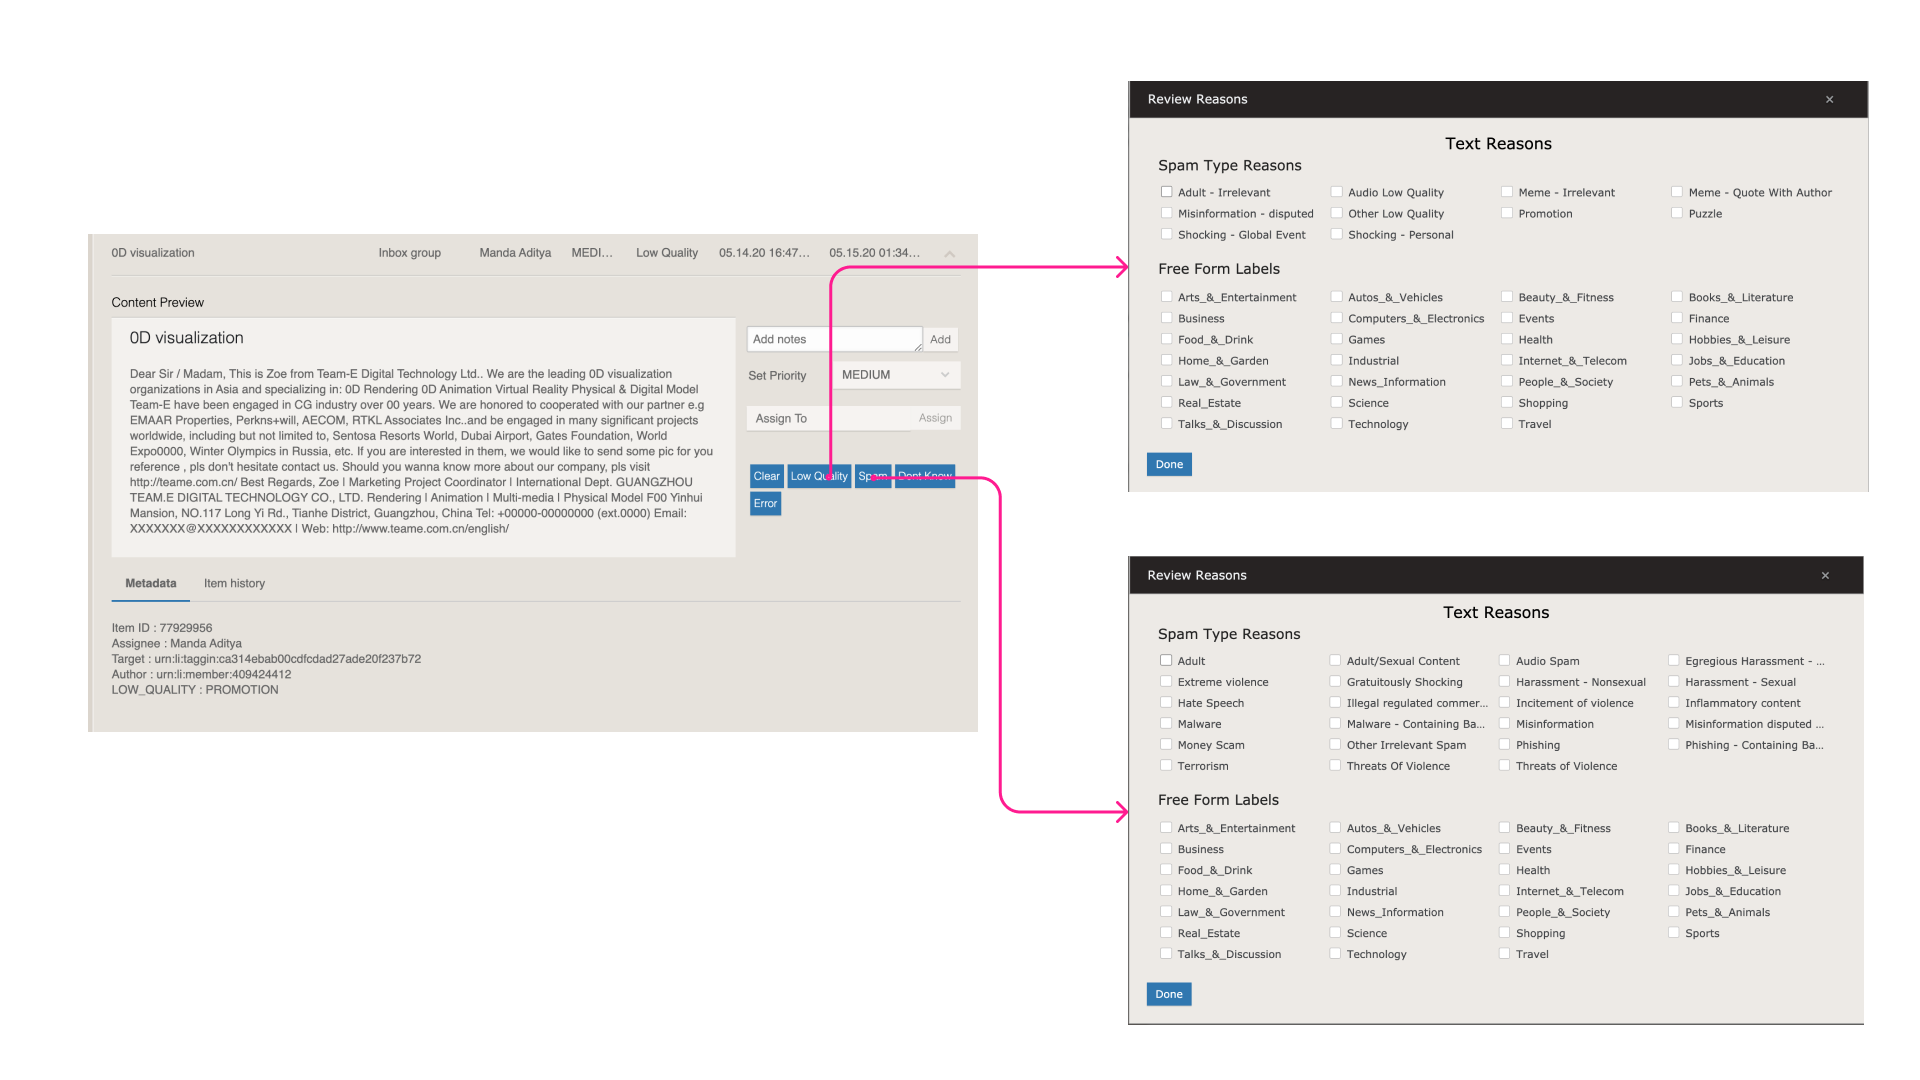 0D visualization Inbox group Manda Aditya MEDI... Low Quality 05.14.20 16:47... 05.15.20 01:34...
Content Preview
0D visualization
Dear Sir / Madam, This is Zoe from Team-E Digital Technology Ltd.. We are the leading 0D visualization
organizations in Asia and specializing in: 0D Rendering 0D Animation Virtual Reality Physical & Digital Model
Team-E have been engaged in CG industry over 00 years. We are honored to cooperated with our partner e.g
EMAAR Properties, Perkns+will, AECOM, RTKL Associates Inc..and be engaged in many significant projects
worldwide, including but not limited to, Sentosa Resorts World, Dubai Airport, Gates Foundation, World
Expo0000, Winter Olympics in Russia, etc. If you are interested in them, we would like to send some pic for you
reference , pls don't hesitate contact us. Should you wanna know more about our company, pls visit
http://teame.com.cn/ Best Regards, Zoe | Marketing Project Coordinator | International Dept. GUANGZHOU
TEAM.E DIGITAL TECHNOLOGY CO., LTD. Rendering | Animation | Multi-media | Physical Model F00 Yinhui
Mansion, NO.117 Long Yi Rd., Tianhe District, Guangzhou, China Tel: +00000-00000000 (ext.0000) Email:
XXXXXXX@XXXXXXXXXXXX | Web: http://www.teame.com.cn/english/
Add notes Add
Set Priority MEDIUM
Assign To Assign
Clear Low Quality Spam Dont Know
Error
Metadata Item history
Item ID : 77929956
Assignee : Manda Aditya
Target : urn:li:taggin:ca314ebab00cdfcdad27ade20f237b72
Author : urn:li:member:409424412
LOW_QUALITY : PROMOTION
Review Reasons ×
Text Reasons
Spam Type Reasons
Adult - Irrelevant Audio Low Quality Meme - Irrelevant Meme - Quote With Author
Misinformation - disputed Other Low Quality Promotion Puzzle
Shocking - Global Event Shocking - Personal
Free Form Labels
Arts_&_Entertainment Autos_&_Vehicles Beauty_&_Fitness Books_&_Literature
Business Computers_&_Electronics Events Finance
Food_&_Drink Games Health Hobbies_&_Leisure
Home_&_Garden Industrial Internet_&_Telecom Jobs_&_Education
Law_&_Government News_Information People_&_Society Pets_&_Animals
Real_Estate Science Shopping Sports
Talks_&_Discussion Technology Travel
Done
Review Reasons ×
Text Reasons
Spam Type Reasons
Adult Adult/Sexual Content Audio Spam Egregious Harassment - ...
Extreme violence Gratuitously Shocking Harassment - Nonsexual Harassment - Sexual
Hate Speech Illegal regulated commer... Incitement of violence Inflammatory content
Malware Malware - Containing Ba... Misinformation Misinformation disputed ...
Money Scam Other Irrelevant Spam Phishing Phishing - Containing Ba...
Terrorism Threats Of Violence Threats of Violence
Free Form Labels
Arts_&_Entertainment Autos_&_Vehicles Beauty_&_Fitness Books_&_Literature
Business Computers_&_Electronics Events Finance
Food_&_Drink Games Health Hobbies_&_Leisure
Home_&_Garden Industrial Internet_&_Telecom Jobs_&_Education
Law_&_Government News_Information People_&_Society Pets_&_Animals
Real_Estate Science Shopping Sports
Talks_&_Discussion Technology Travel
Done